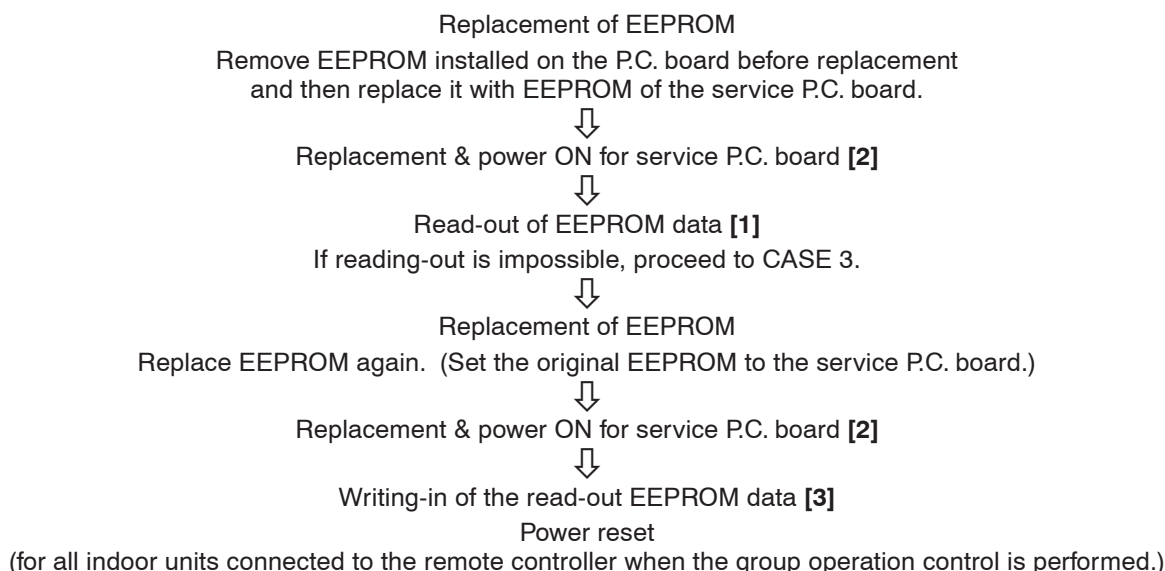 Replacement of EEPROM
Remove EEPROM installed on the P.C. board before replacement
and then replace it with EEPROM of the service P.C. board.
Replacement & power ON for service P.C. board [2]
Read-out of EEPROM data [1]
If reading-out is impossible, proceed to CASE 3.
Replacement of EEPROM
Replace EEPROM again. (Set the original EEPROM to the service P.C. board.)
Replacement & power ON for service P.C. board [2]
Writing-in of the read-out EEPROM data [3]
Power reset
(for all indoor units connected to the remote controller when the group operation control is performed.)